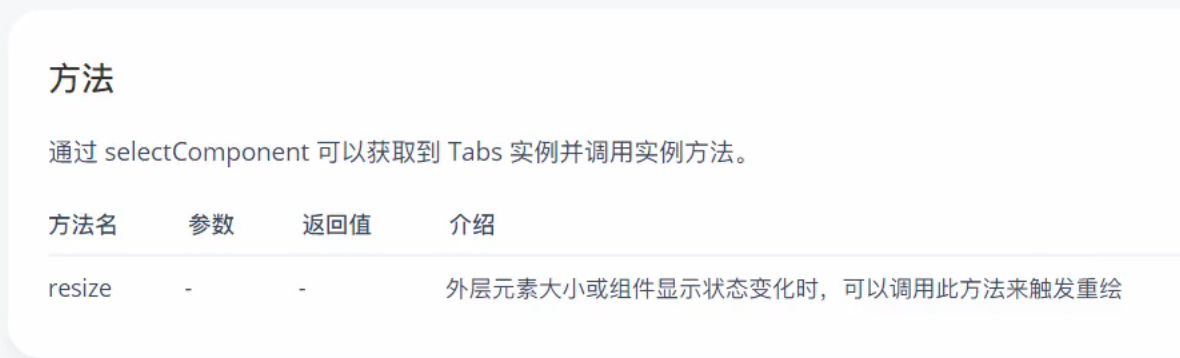 方法
通过 selectComponent 可以获取到 Tabs 实例并调用实例方法。
方法名 参数 返回值 介绍
resize - - 外层元素大小或组件显示状态变化时，可以调用此方法来触发重绘